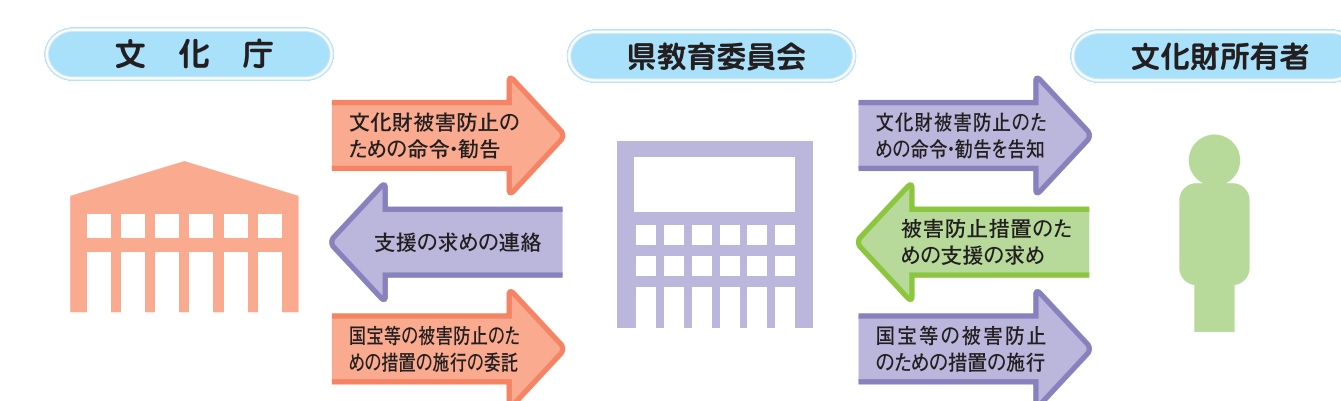 文化庁
県教育委員会
文化財所有者
文化財被害防止の
ための命令・勧告
文化財被害防止のた
めの命令・勧告を告知
支援の求めの連絡
被害防止措置のた
めの支援の求め
国宝等の被害防止のた
めの措置の施行の委託
国宝等の被害防止
のための措置の施行